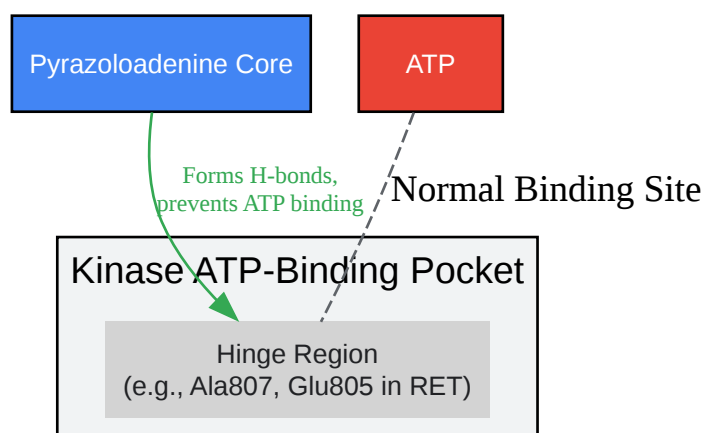 Pyrazoloadenine Core
ATP
Forms H-bonds,
prevents ATP binding
Normal Binding Site
Kinase ATP-Binding Pocket
Hinge Region
(e.g., Ala807, Glu805 in RET)